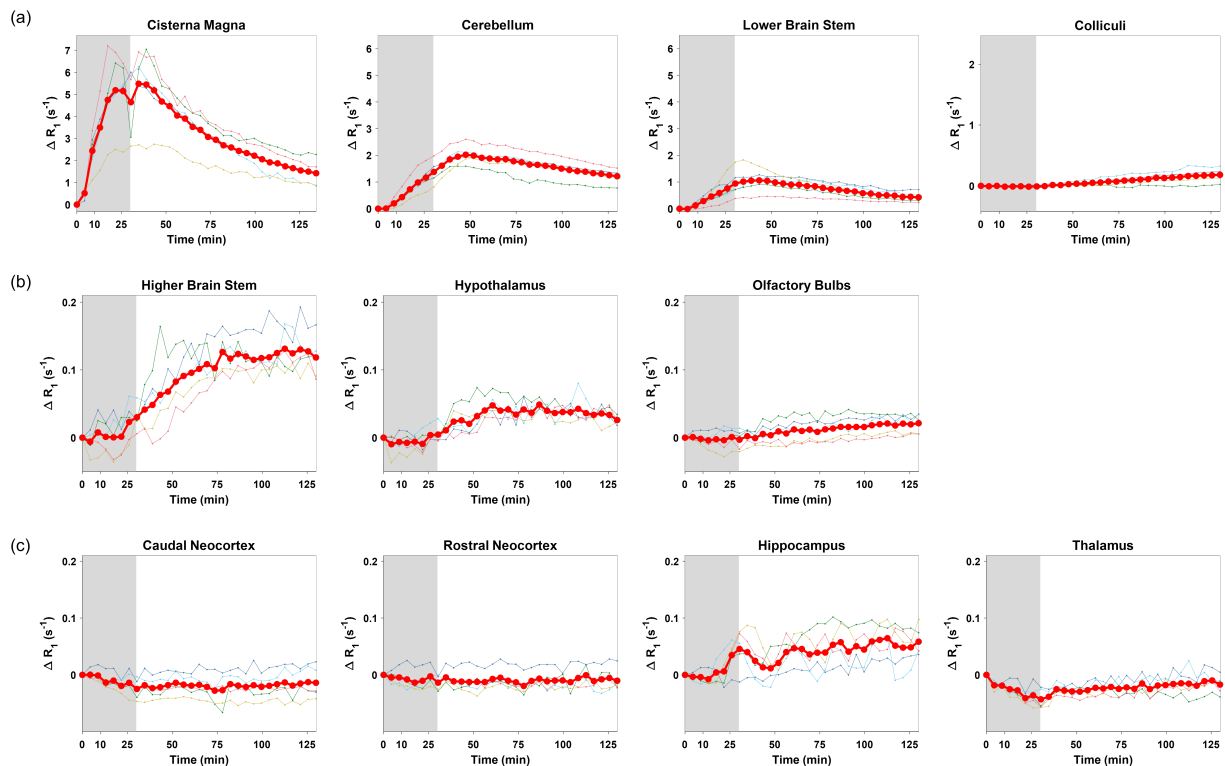 (a)
Cisterna Magna
Δ R1 (s-1)
7
6
5
4
3
2
1
0
0 10 25 50 75 100 125
Time (min)
Cerebellum
Δ R1 (s-1)
6
5
4
3
2
1
0
0 10 25 50 75 100 125
Time (min)
Lower Brain Stem
Δ R1 (s-1)
6
5
4
3
2
1
0
0 10 25 50 75 100 125
Time (min)
Colliculi
Δ R1 (s-1)
2
1
0
0 10 25 50 75 100 125
Time (min)
(b)
Higher Brain Stem
Δ R1 (s-1)
0.2
0.1
0
0 10 25 50 75 100 125
Time (min)
Hypothalamus
Δ R1 (s-1)
0.2
0.1
0
0 10 25 50 75 100 125
Time (min)
Olfactory Bulbs
Δ R1 (s-1)
0.2
0.1
0
0 10 25 50 75 100 125
Time (min)
(c)
Caudal Neocortex
Δ R1 (s-1)
0.2
0.1
0
0 10 25 50 75 100 125
Time (min)
Rostral Neocortex
Δ R1 (s-1)
0.2
0.1
0
0 10 25 50 75 100 125
Time (min)
Hippocampus
Δ R1 (s-1)
0.2
0.1
0
0 10 25 50 75 100 125
Time (min)
Thalamus
Δ R1 (s-1)
0.2
0.1
0
0 10 25 50 75 100 125
Time (min)